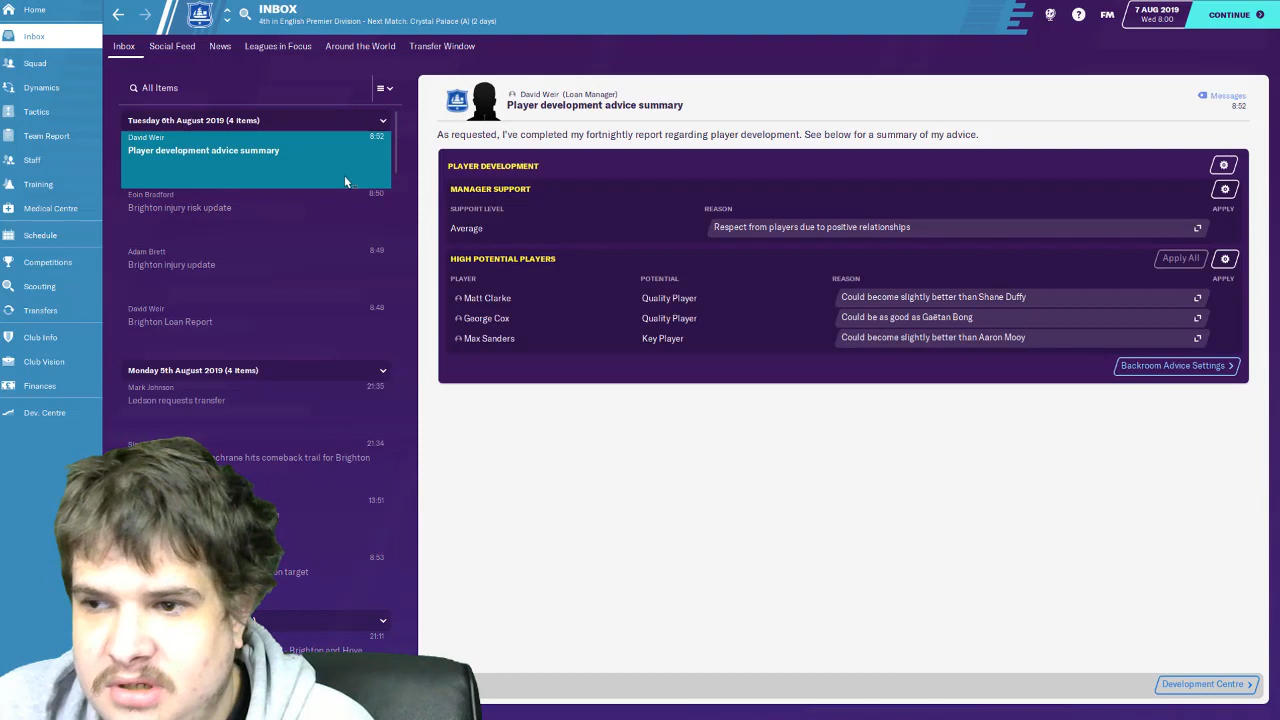 Home
INBOX
4th in English Premier Division - Next Match: Crystal Palace (A) (2 days)
FM
7 AUG 2019
Wed 8:00
CONTINUE
Inbox
Squad
Dynamics
Tactics
Team Report
Staff
Training
Medical Centre
Schedule
Competitions
Scouting
Transfers
Club Info
Club Vision
Finances
Dev. Centre
Inbox Social Feed News Leagues in Focus Around the World Transfer Window
All Items
Tuesday 6th August 2019 (4 Items)
David Weir 8:52
Player development advice summary
Eoin Bradford 8:50
Brighton injury risk update
Adam Brett 8:49
Brighton injury update
David Weir 8:48
Brighton Loan Report
Monday 5th August 2019 (4 Items)
Mark Johnson 21:35
Ledson requests transfer
21:34
chrane hits comeback trail for Brighton
13:51
8:53
on target
21:11
- Brighton and Hove
David Weir (Loan Manager)
Player development advice summary
Messages
8:52
As requested, I've completed my fortnightly report regarding player development. See below for a summary of my advice.
PLAYER DEVELOPMENT
MANAGER SUPPORT
SUPPORT LEVEL REASON APPLY
Average Respect from players due to positive relationships
HIGH POTENTIAL PLAYERS Apply All
PLAYER POTENTIAL REASON APPLY
Matt Clarke Quality Player Could become slightly better than Shane Duffy
George Cox Quality Player Could be as good as Gaëtan Bong
Max Sanders Key Player Could become slightly better than Aaron Mooy
Backroom Advice Settings
Development Centre